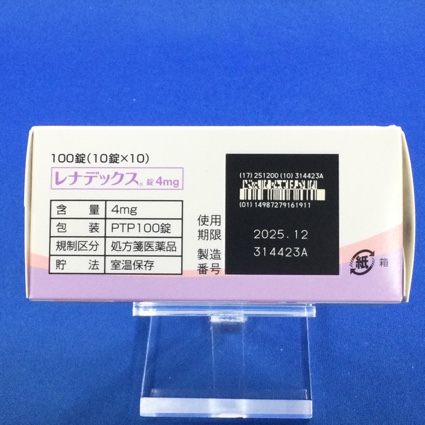 100錠(10錠×10)
レナデックス®錠4mg
含 量 4mg
包 装 PTP100錠
規制区分 処方箋医薬品
貯 法 室温保存
使用
期限 2025.12
製造
番号 314423A
(17)251200(10)314423A
(01)14987279161911
紙 箱